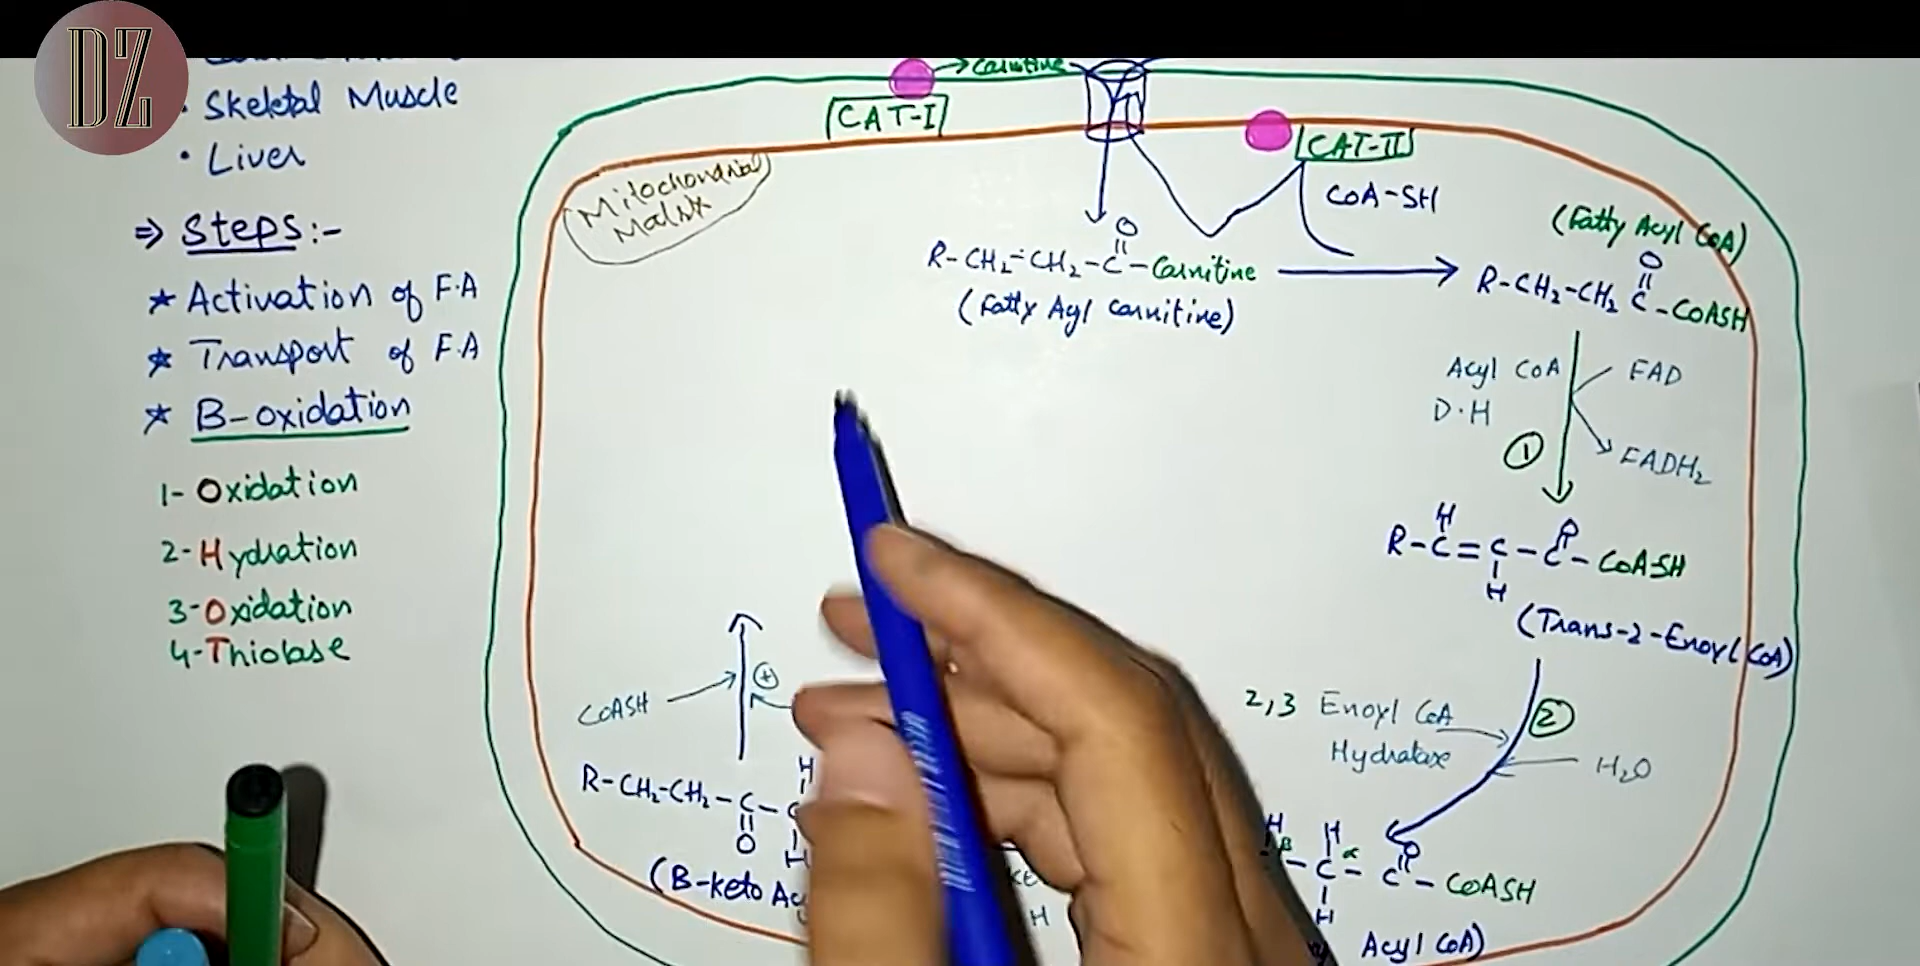 DZ
· Skeletal Muscle
· Liver
⇒ Steps:-
★ Activation of F.A
★ Transport of F.A
★ B-oxidation
1- Oxidation
2- Hydration
3- Oxidation
4- Thiolase
Carnitine
CAT-I
CAT-II
Mitochondrial
Matrix
CoA-SH
O
R-CH2-CH2-C-Carnitine
(Fatty Ayl Carnitine)
(Fatty Acyl CoA)
O
R-CH2-CH2 C-CoASH
Acyl CoA
D.H
FAD
FADH2
1
H
R-C=C-C-CoA-SH
H
(Trans-2-Enoyl CoA)
2,3 Enoyl CoA
Hydratase
2
H2O
H H
B α
-C-C-CoASH
H
Acyl CoA)
CoASH
+
H
R-CH2-CH2-C-
O
H
(B-keto
H